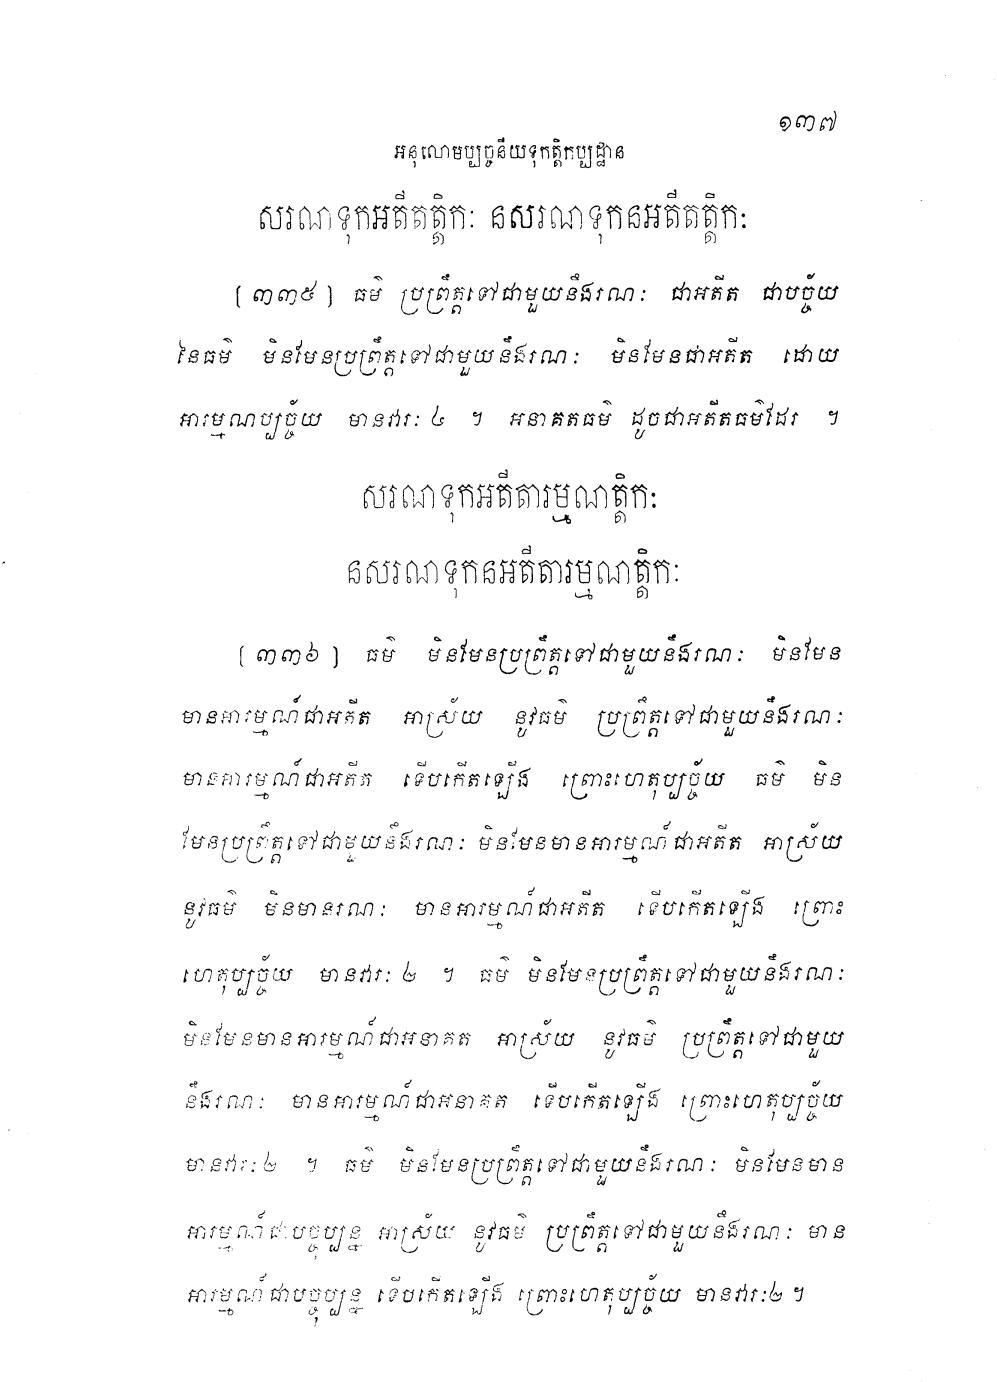 ១៣៧
អនុលោមប្បច្ចនីយទុកត្តិកប្បដ្ឋាន
សរណទុកអតីតត្តិកៈ នសរណទុកនអតីតត្តិកៈ
[ ៣៣៥ ] ធម៌ ប្រព្រឹត្តទៅជាមួយនឹងរណៈ ជាអតីត ជាបច្ច័យ
នៃធម៌ មិនមែនប្រព្រឹត្តទៅជាមួយនឹងរណៈ មិនមែនជាអតីត ដោយ
អារម្មណប្បច្ច័យ មានវារៈ ៤ ។ អនាគតធម៌ ដូចជាអតីតធម៌ដែរ ។
សរណទុកអតីតារម្មណត្តិកៈ
នសរណទុកនអតីតារម្មណត្តិកៈ
[ ៣៣៦ ] ធម៌ មិនមែនប្រព្រឹត្តទៅជាមួយនឹងរណៈ មិនមែន
មានអារម្មណ៍ជាអតីត អាស្រ័យ នូវធម៌ ប្រព្រឹត្តទៅជាមួយនឹងរណៈ
មានអារម្មណ៍ជាអតីត ទើបកើតឡើង ព្រោះហេតុប្បច្ច័យ ធម៌ មិន
មែនប្រព្រឹត្តទៅជាមួយនឹងរណៈ មិនមែនមានអារម្មណ៍ជាអតីត អាស្រ័យ
នូវធម៌ មិនមានរណៈ មានអារម្មណ៍ជាអតីត ទើបកើតឡើង ព្រោះ
ហេតុប្បច្ច័យ មានវារៈ ២ ។ ធម៌ មិនមែនប្រព្រឹត្តទៅជាមួយនឹងរណៈ
មិនមែនមានអារម្មណ៍ជាអនាគត អាស្រ័យ នូវធម៌ ប្រព្រឹត្តទៅជាមួយ
នឹងរណៈ មានអារម្មណ៍ជាអនាគត ទើបកើតឡើង ព្រោះហេតុប្បច្ច័យ
មានវារៈ ២ ។ ធម៌ មិនមែនប្រព្រឹត្តទៅជាមួយនឹងរណៈ មិនមែនមាន
អារម្មណ៍ជាបច្ចុប្បន្ន អាស្រ័យ នូវធម៌ ប្រព្រឹត្តទៅជាមួយនឹងរណៈ មាន
អារម្មណ៍ជាបច្ចុប្បន្ន ទើបកើតឡើង ព្រោះហេតុប្បច្ច័យ មានវារៈ ២ ។